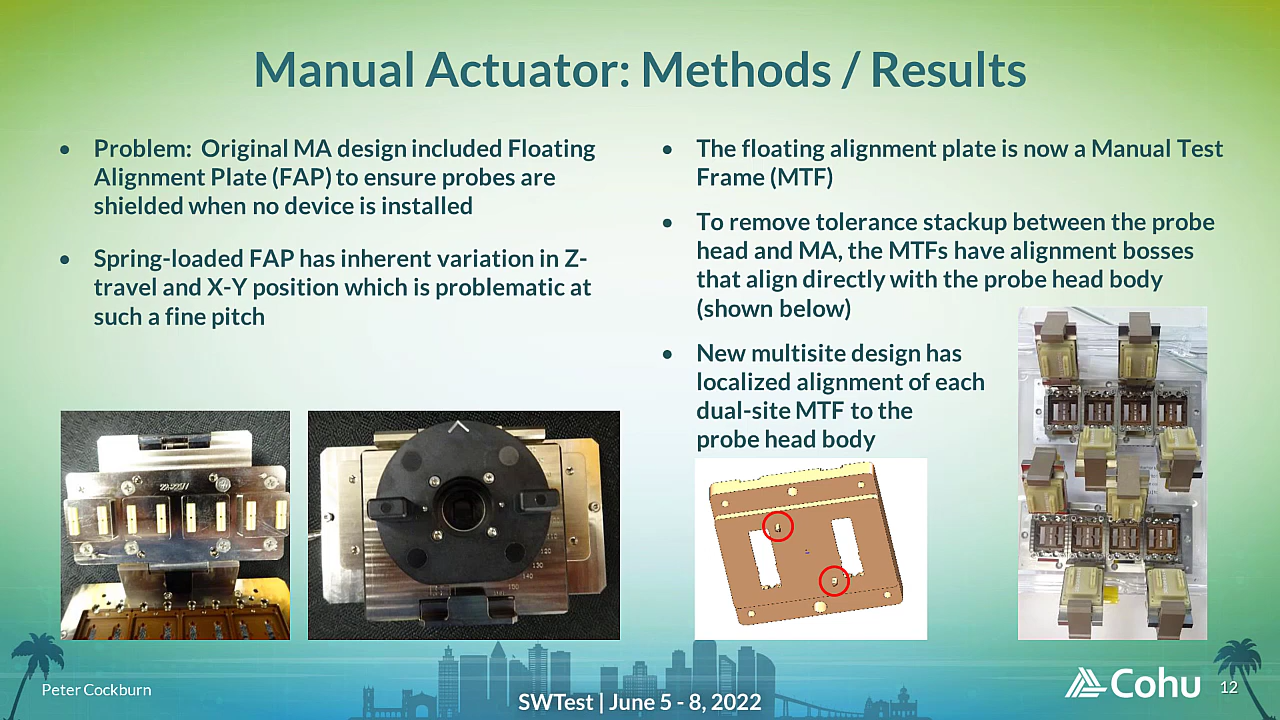 Manual Actuator: Methods / Results
• Problem: Original MA design included Floating
Alignment Plate (FAP) to ensure probes are
shielded when no device is installed
• Spring-loaded FAP has inherent variation in Z-
travel and X-Y position which is problematic at
such a fine pitch
• The floating alignment plate is now a Manual Test
Frame (MTF)
• To remove tolerance stackup between the probe
head and MA, the MTFs have alignment bosses
that align directly with the probe head body
(shown below)
• New multisite design has
localized alignment of each
dual-site MTF to the
probe head body
130
140
100
Peter Cockburn
SWTest | June 5 - 8, 2022
Cohu
12